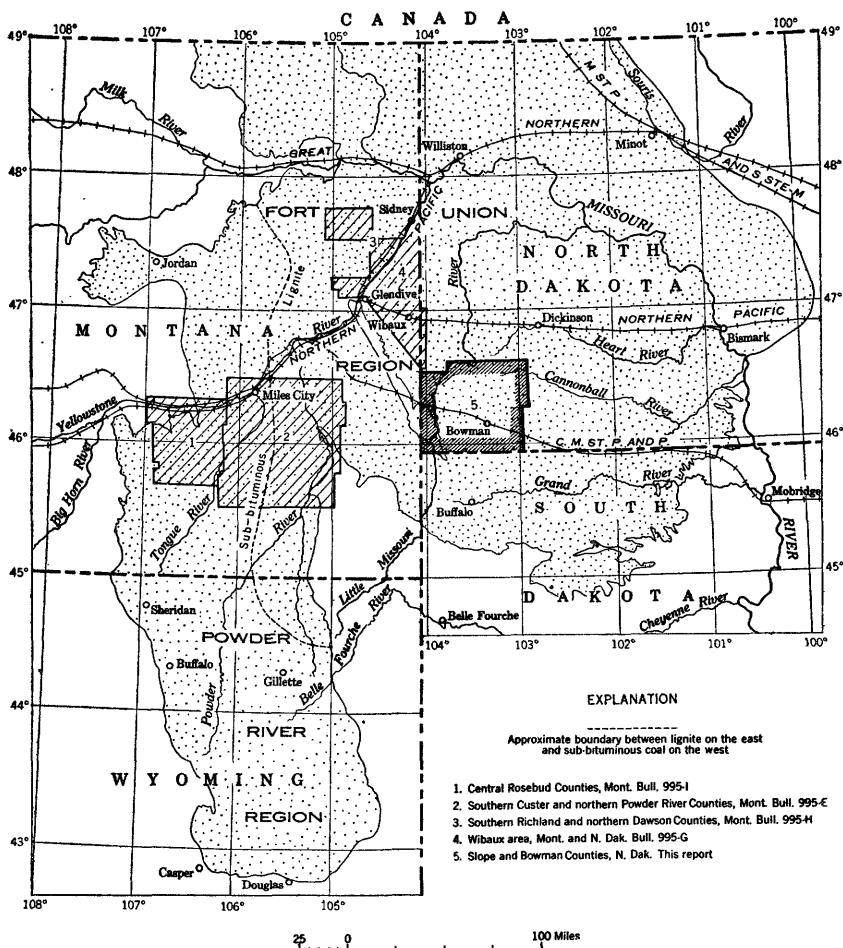 CANADA
108° 107° 106° 105° 104° 103° 102° 101° 100°
49° 49°
Milk
River
GREAT
NORTHERN
Williston
Minot
Souris
River
M ST P
AND S STE-M
48° 48°
FORT
UNION
REGION
Sidney
PACIFIC
MISSOURI
River
NORTH
DAKOTA
3
4
Jordan
Lignite
Glendive
Wibaux
47° 47°
MONTANA
River
NORTHERN
Dickinson
NORTHERN
PACIFIC
Bismark
Heart River
Cannonball
River
Yellowstone
Miles City
1
2
5
Bowman
C. M. ST. P. AND P.
46° 46°
Big Horn River
Tongue River
Sub-bituminous
River
Grand
River
Buffalo
SOUTH
DAKOTA
Mobridge
RIVER
Little Missouri
45° 45°
Sheridan
Belle Fourche
Cheyenne River
104° 103° 102° 101° 100°
POWDER
RIVER
REGION
Buffalo
Gillette
Powder
Belle Fourche River
44°
WYOMING
43°
Casper
Douglas
108° 107° 106° 105°
EXPLANATION
Approximate boundary between lignite on the east
and sub-bituminous coal on the west
1. Central Rosebud Counties, Mont. Bull. 995-I
2. Southern Custer and northern Powder River Counties, Mont. Bull. 995-E
3. Southern Richland and northern Dawson Counties, Mont. Bull. 995-H
4. Wibaux area, Mont. and N. Dak. Bull. 995-G
5. Slope and Bowman Counties, N. Dak. This report
25 0 100 Miles